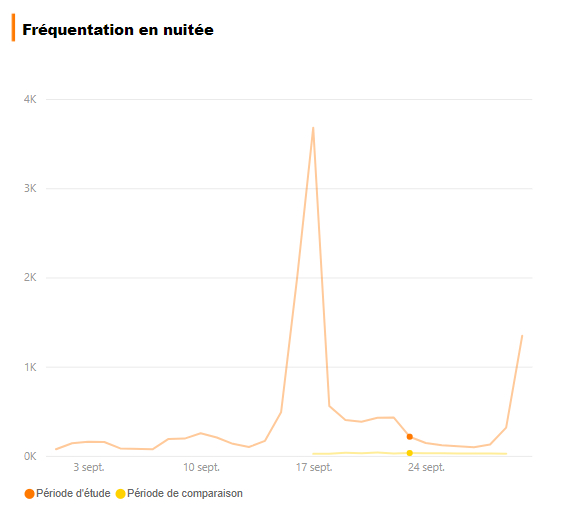 Fréquentation en nuitée
4K
3K
2K
1K
0K
3 sept. 10 sept. 17 sept. 24 sept.
Période d'étude Période de comparaison